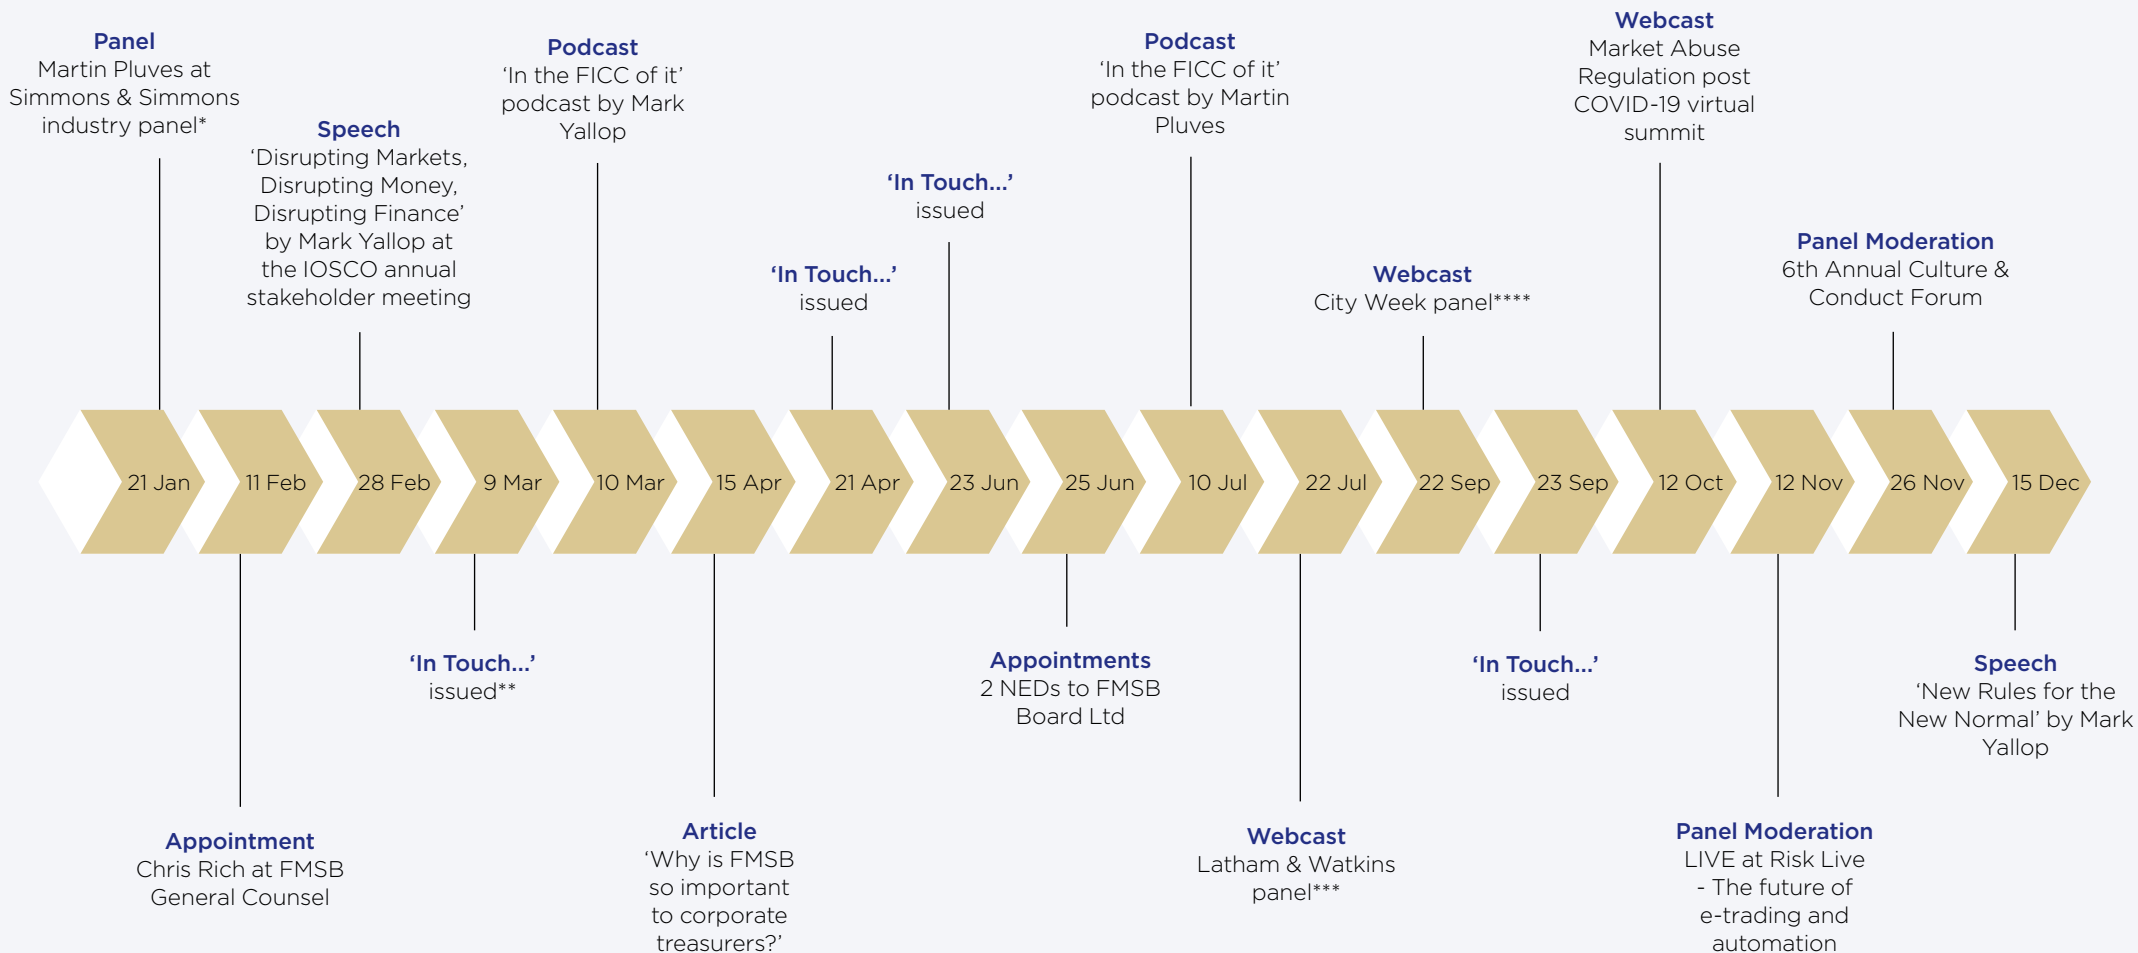 Panel
Martin Pluves at
Simmons & Simmons
industry panel*
Speech
‘Disrupting Markets,
Disrupting Money,
Disrupting Finance’
by Mark Yallop at
the IOSCO annual
stakeholder meeting
Podcast
‘In the FICC of it’
podcast by Mark
Yallop
‘In Touch...’
issued
‘In Touch...’
issued
Podcast
‘In the FICC of it’
podcast by Martin
Pluves
Webcast
City Week panel****
Webcast
Market Abuse
Regulation post
COVID-19 virtual
summit
Panel Moderation
6th Annual Culture &
Conduct Forum
21 Jan
11 Feb
28 Feb
9 Mar
10 Mar
15 Apr
21 Apr
23 Jun
25 Jun
10 Jul
22 Jul
22 Sep
23 Sep
12 Oct
12 Nov
26 Nov
15 Dec
Appointment
Chris Rich at FMSB
General Counsel
‘In Touch...’
issued**
Article
‘Why is FMSB
so important
to corporate
treasurers?’
Appointments
2 NEDs to FMSB
Board Ltd
Webcast
Latham & Watkins
panel***
‘In Touch...’
issued
Panel Moderation
LIVE at Risk Live
- The future of
e-trading and
automation
Speech
‘New Rules for the
New Normal’ by Mark
Yallop